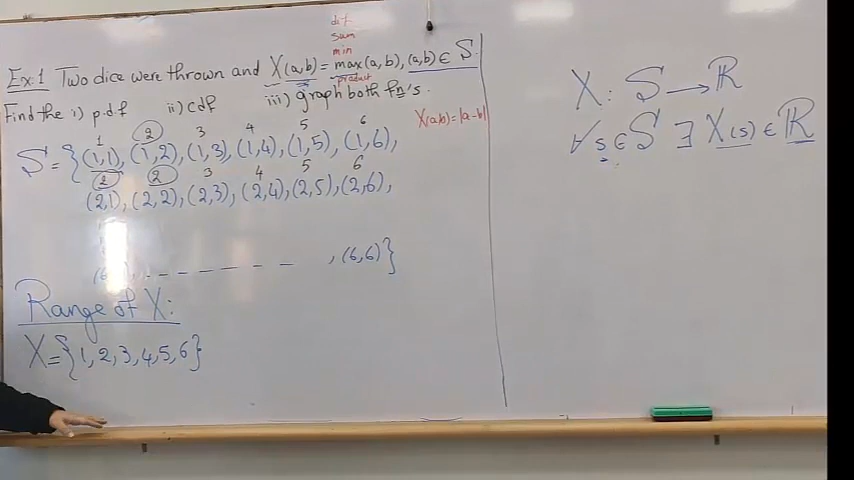 dif
sum
min
Ex:1 Two dice were thrown and X(a,b) = max(a,b), (a,b) ∈ S.
product
Find the i) p.d.f ii) cdf iii) graph both fn's.
X(a,b) = |a-b|
1 2 3 4 5 6
S = {(1,1), (1,2), (1,3), (1,4), (1,5), (1,6),
2 2 3 4 5 6
(2,1), (2,2), (2,3), (2,4), (2,5), (2,6),
(6 , - - - - - - - , (6,6)}
Range of X:
X = {1,2,3,4,5,6}
X : S → ℝ
∀ s ∈ S ∃ X(s) ∈ ℝ